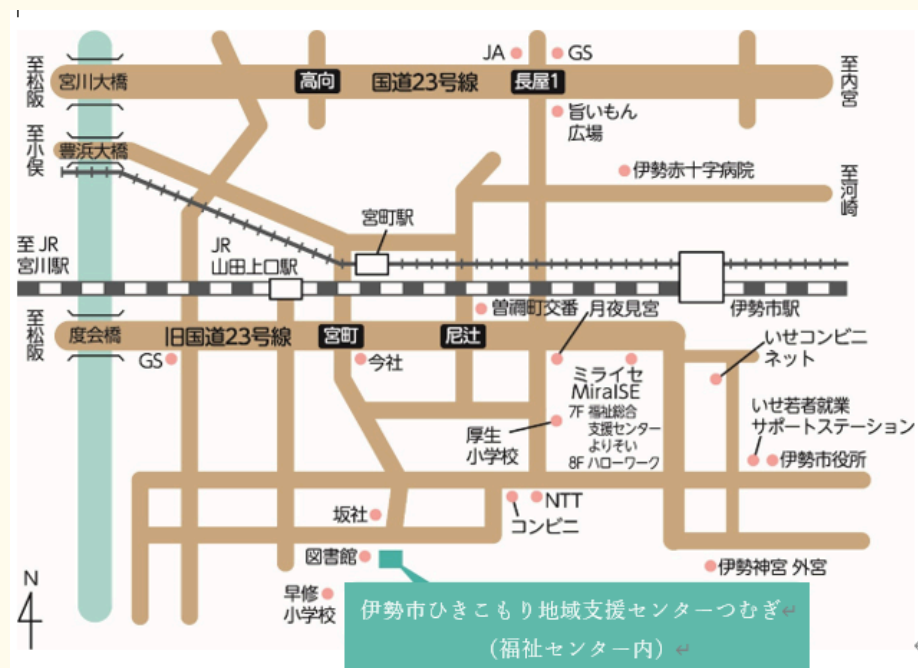 JA
GS
至松阪
宮川大橋
高向
国道23号線
長屋1
至内宮
旨いもん
広場
至小俣
豊浜大橋
伊勢赤十字病院
至河崎
宮町駅
至 JR
宮川駅
JR
山田上口駅
曽禰町交番
月夜見宮
伊勢市駅
至松阪
度会橋
旧国道23号線
宮町
尼辻
いせコンビニ
ネット
GS
今社
ミライセ
MiraISE
7F 福祉総合
支援センター
よりそい
8F ハローワーク
厚生
小学校
いせ若者就業
サポートステーション
伊勢市役所
坂社
NTT
コンビニ
図書館
伊勢神宮 外宮
N
早修
小学校
伊勢市ひきこもり地域支援センターつむぎ↵
(福祉センター内) ↵